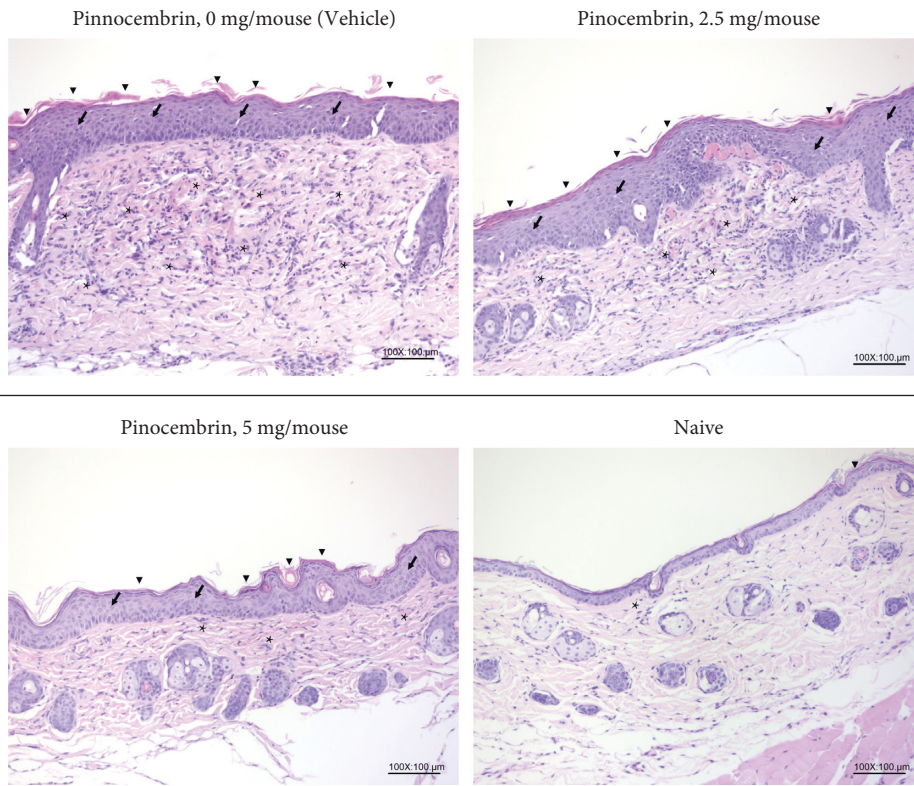 Pinnocembrin, 0 mg/mouse (Vehicle)
Pinocembrin, 2.5 mg/mouse
100X:100.µm
100X:100.µm
Pinocembrin, 5 mg/mouse
Naive
100X:100.µm
100X:100.µm